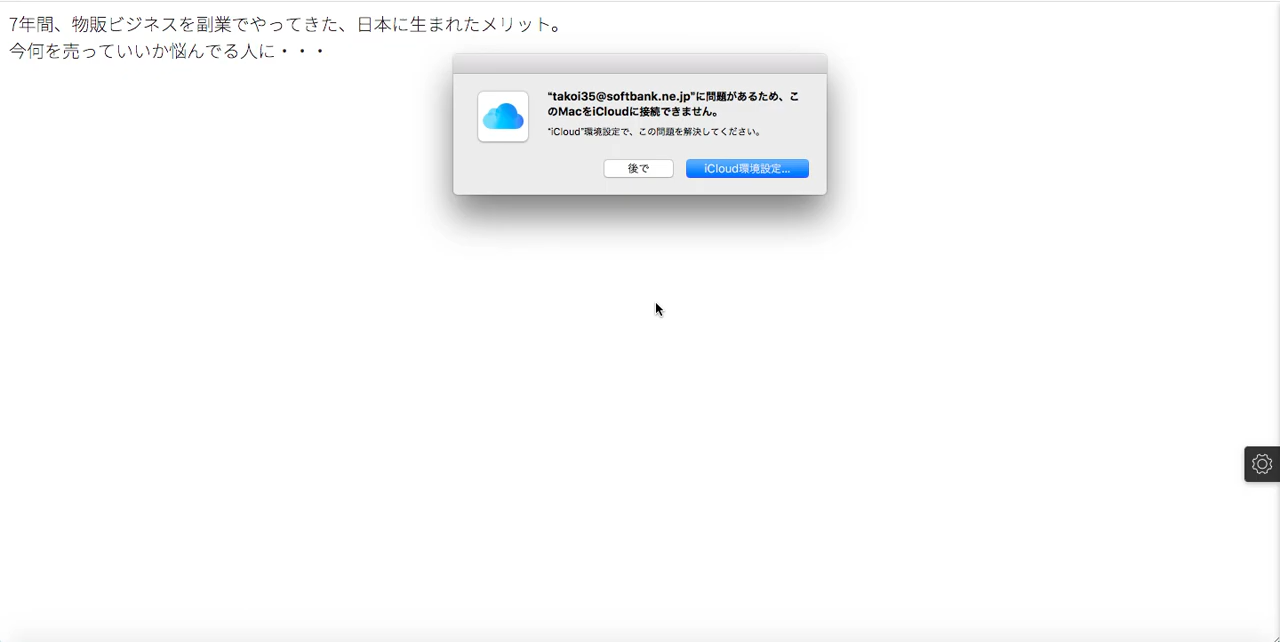 7年間、物販ビジネスを副業でやってきた、日本に生まれたメリット。
今何を売っていいか悩んでる人に・・・
“takoi35@softbank.ne.jp”に問題があるため、こ
のMacをiCloudに接続できません。
“iCloud”環境設定で、この問題を解決してください。
後で
iCloud環境設定...